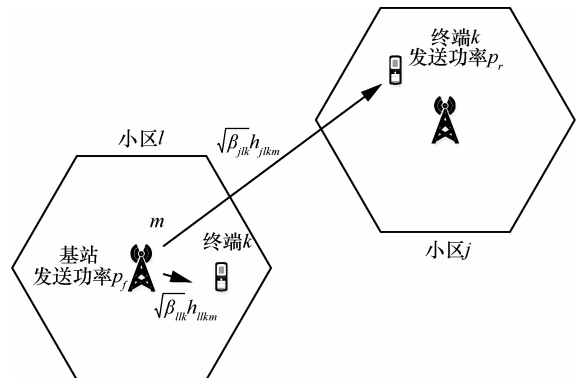 终端k
发送功率pᵣ
小区l
√β_jlk h_jlkm
m
基站
发送功率p_f
终端k
√β_llk h_llkm
小区j